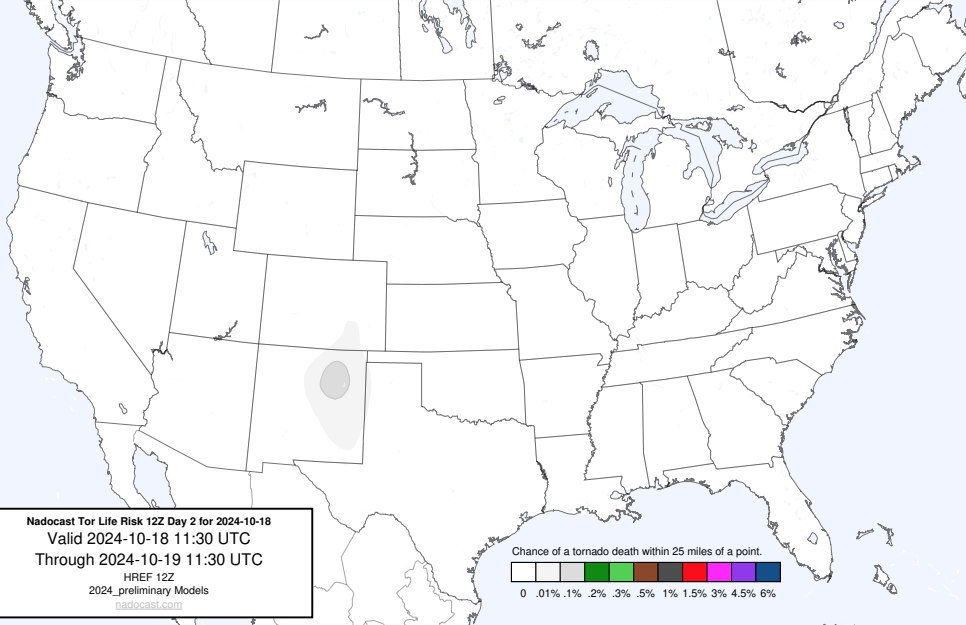 Nadocast Tor Life Risk 12Z Day 2 for 2024-10-18
Valid 2024-10-18 11:30 UTC
Through 2024-10-19 11:30 UTC
HREF 12Z
2024_preliminary Models
nadocast.com
Chance of a tornado death within 25 miles of a point.
0 .01% .1% .2% .3% .5% 1% 1.5% 3% 4.5% 6%